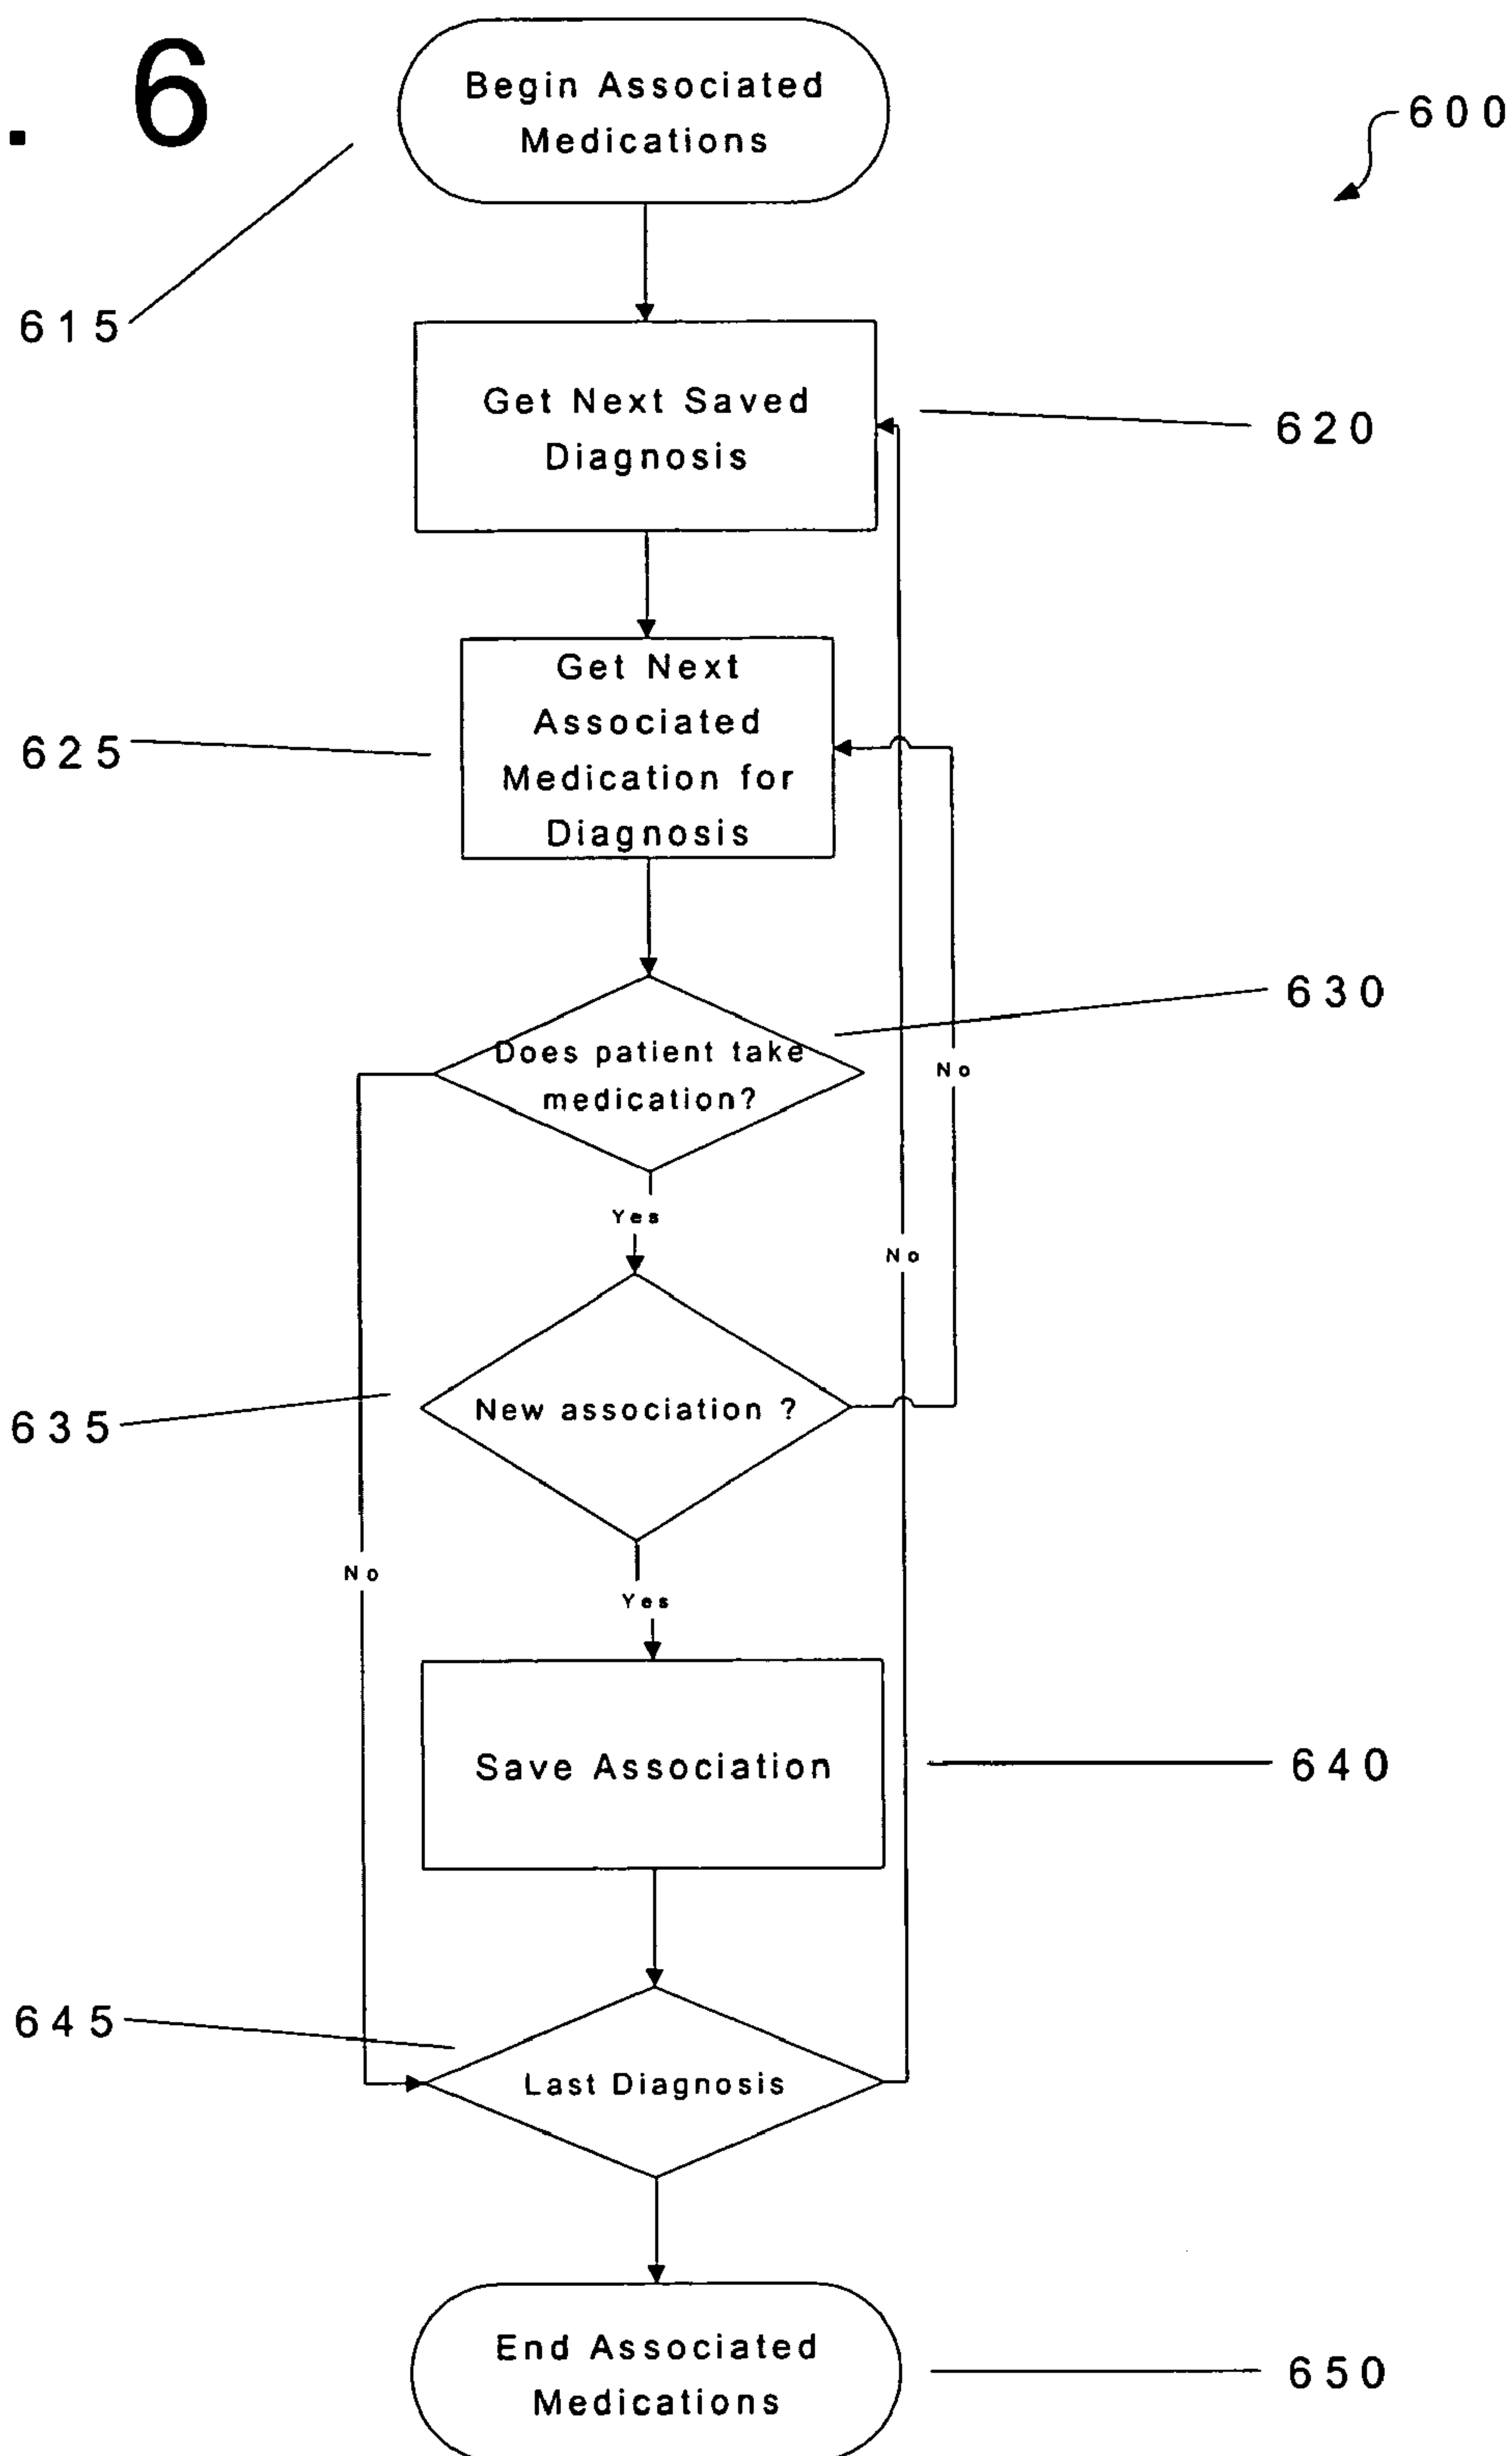 . 6
Begin Associated
Medications
600
615
Get Next Saved
Diagnosis
620
Get Next
Associated
Medication for
Diagnosis
625
630
Does patient take
medication?
No
Yes
No
New association ?
635
No
Yes
Save Association
640
645
Last Diagnosis
End Associated
Medications
650